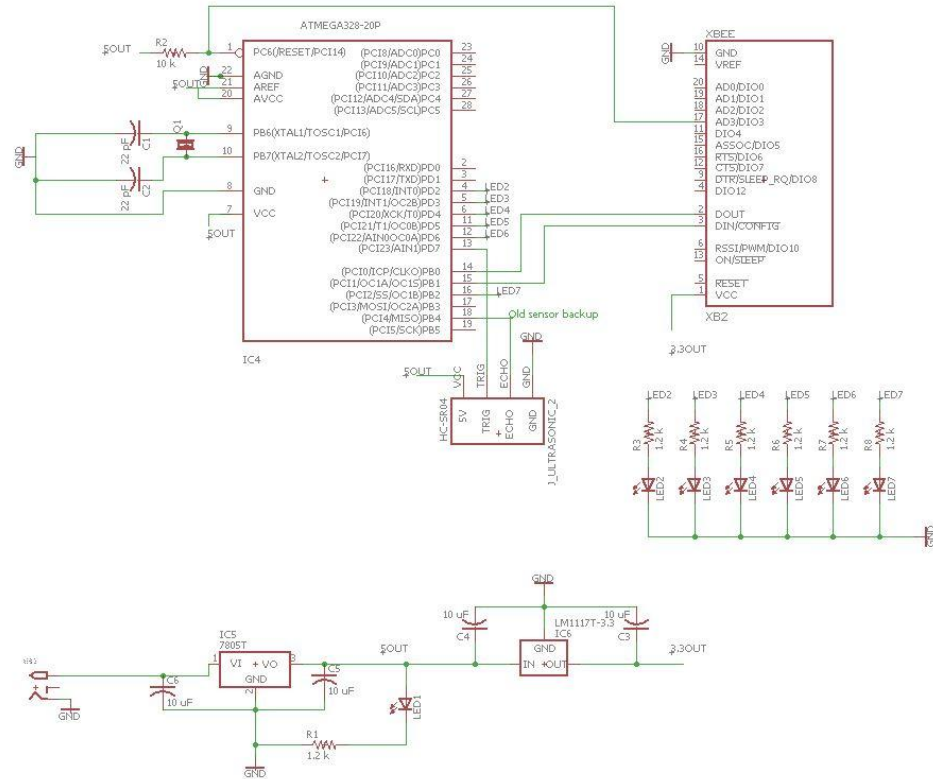 ATMEGA328-20P
5OUT
R2
10 k
1
PC6(/RESET/PCI14)
22
AGND
21
AREF
20
AVCC
GND
5OUT
9
PB6(XTAL1/TOSC1/PCI6)
10
PB7(XTAL2/TOSC2/PCI7)
8
GND
7
VCC
5OUT
GND
22 pF
C1
22 pF
C2
Q1
(PCI8/ADC0)PC0
23
(PCI9/ADC1)PC1
24
(PCI10/ADC2)PC2
25
(PCI11/ADC3)PC3
26
(PCI12/ADC4/SDA)PC4
27
(PCI13/ADC5/SCL)PC5
28
(PCI16/RXD)PD0
2
(PCI17/TXD)PD1
3
(PCI18/INT0)PD2
4
LED2
(PCI19/INT1/OC2B)PD3
5
LED3
(PCI20/XCK/T0)PD4
6
LED4
(PCI21/T1/OC0B)PD5
11
LED5
(PCI22/AIN0OC0A)PD6
12
LED6
(PCI23/AIN1)PD7
13
(PCI0/ICP/CLKO)PB0
14
(PCI1/OC1A/OC1S)PB1
15
(PCI2/SS/OC1B)PB2
16
LED7
(PCI3/MOSI/OC2A)PB3
17
(PCI4/MISO)PB4
18
(PCI5/SCK)PB5
19
IC4
Old sensor backup
XBEE
GND
10
GND
14
VREF
20
AD0/DIO0
19
AD1/DIO1
18
AD2/DIO2
17
AD3/DIO3
11
DIO4
15
ASSOC/DIO5
16
RTS/DIO6
12
CTS/DIO7
9
DTR/SLEEP_RQ/DIO8
4
DIO12
2
DOUT
3
DIN/CONFIG
6
RSSI/PWM/DIO10
13
ON/SLEEP
5
RESET
1
VCC
XB2
3.3OUT
5OUT
VCC
TRIG
ECHO
GND
GND
HC-SR04
5V
TRIG
ECHO
GND
J_ULTRASONIC_2
LED2
LED3
LED4
LED5
LED6
LED7
R3
1.2 k
R4
1.2 k
R5
1.2 k
R6
1.2 k
R7
1.2 k
R8
1.2 k
LED2
LED3
LED4
LED5
LED6
LED7
GND
IC5
7805T
1
VI
VO
3
GND
2
C6
10 uF
C5
10 uF
5OUT
LED1
R1
1.2 k
GND
GND
GND
10 uF
C4
LM1117T-3.3
IC6
GND
IN
OUT
10 uF
C3
3.3OUT